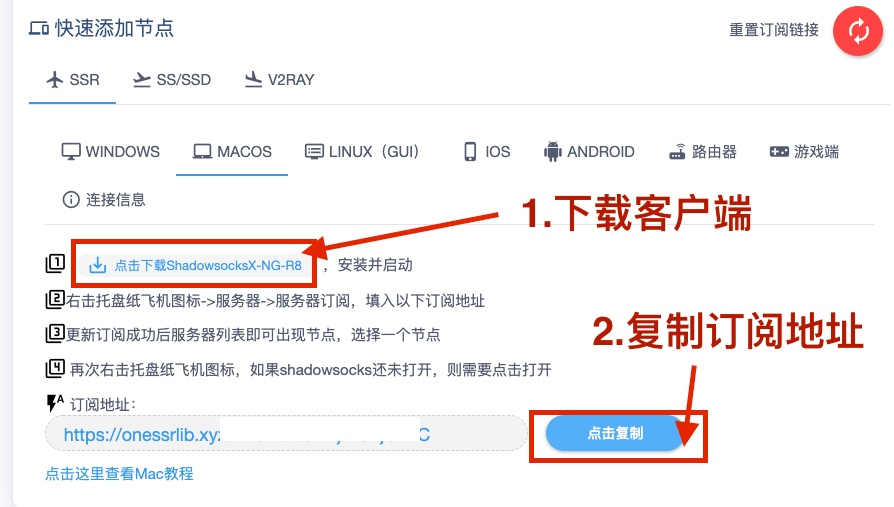 快速添加节点
重置订阅链接
SSR SS/SSD V2RAY
WINDOWS MACOS LINUX（GUI） IOS ANDROID 路由器 游戏端
连接信息
1.下载客户端
1 点击下载ShadowsocksX-NG-R8 ，安装并启动
2 右击托盘纸飞机图标->服务器->服务器订阅，填入以下订阅地址
2.复制订阅地址
3 更新订阅成功后服务器列表即可出现节点，选择一个节点
4 再次右击托盘纸飞机图标，如果shadowsocks还未打开，则需要点击打开
订阅地址：
https://onessrlib.xyz
点击复制
点击这里查看Mac教程